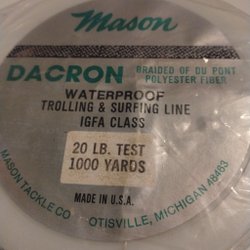 Mason
DACRON
BRAIDED OF DU PONT
POLYESTER FIBER
WATERPROOF
TROLLING & SURFING LINE
IGFA CLASS
20 LB. TEST
1000 YARDS
MADE IN U.S.A.
MASON TACKLE CO
OTISVILLE, MICHIGAN 48463